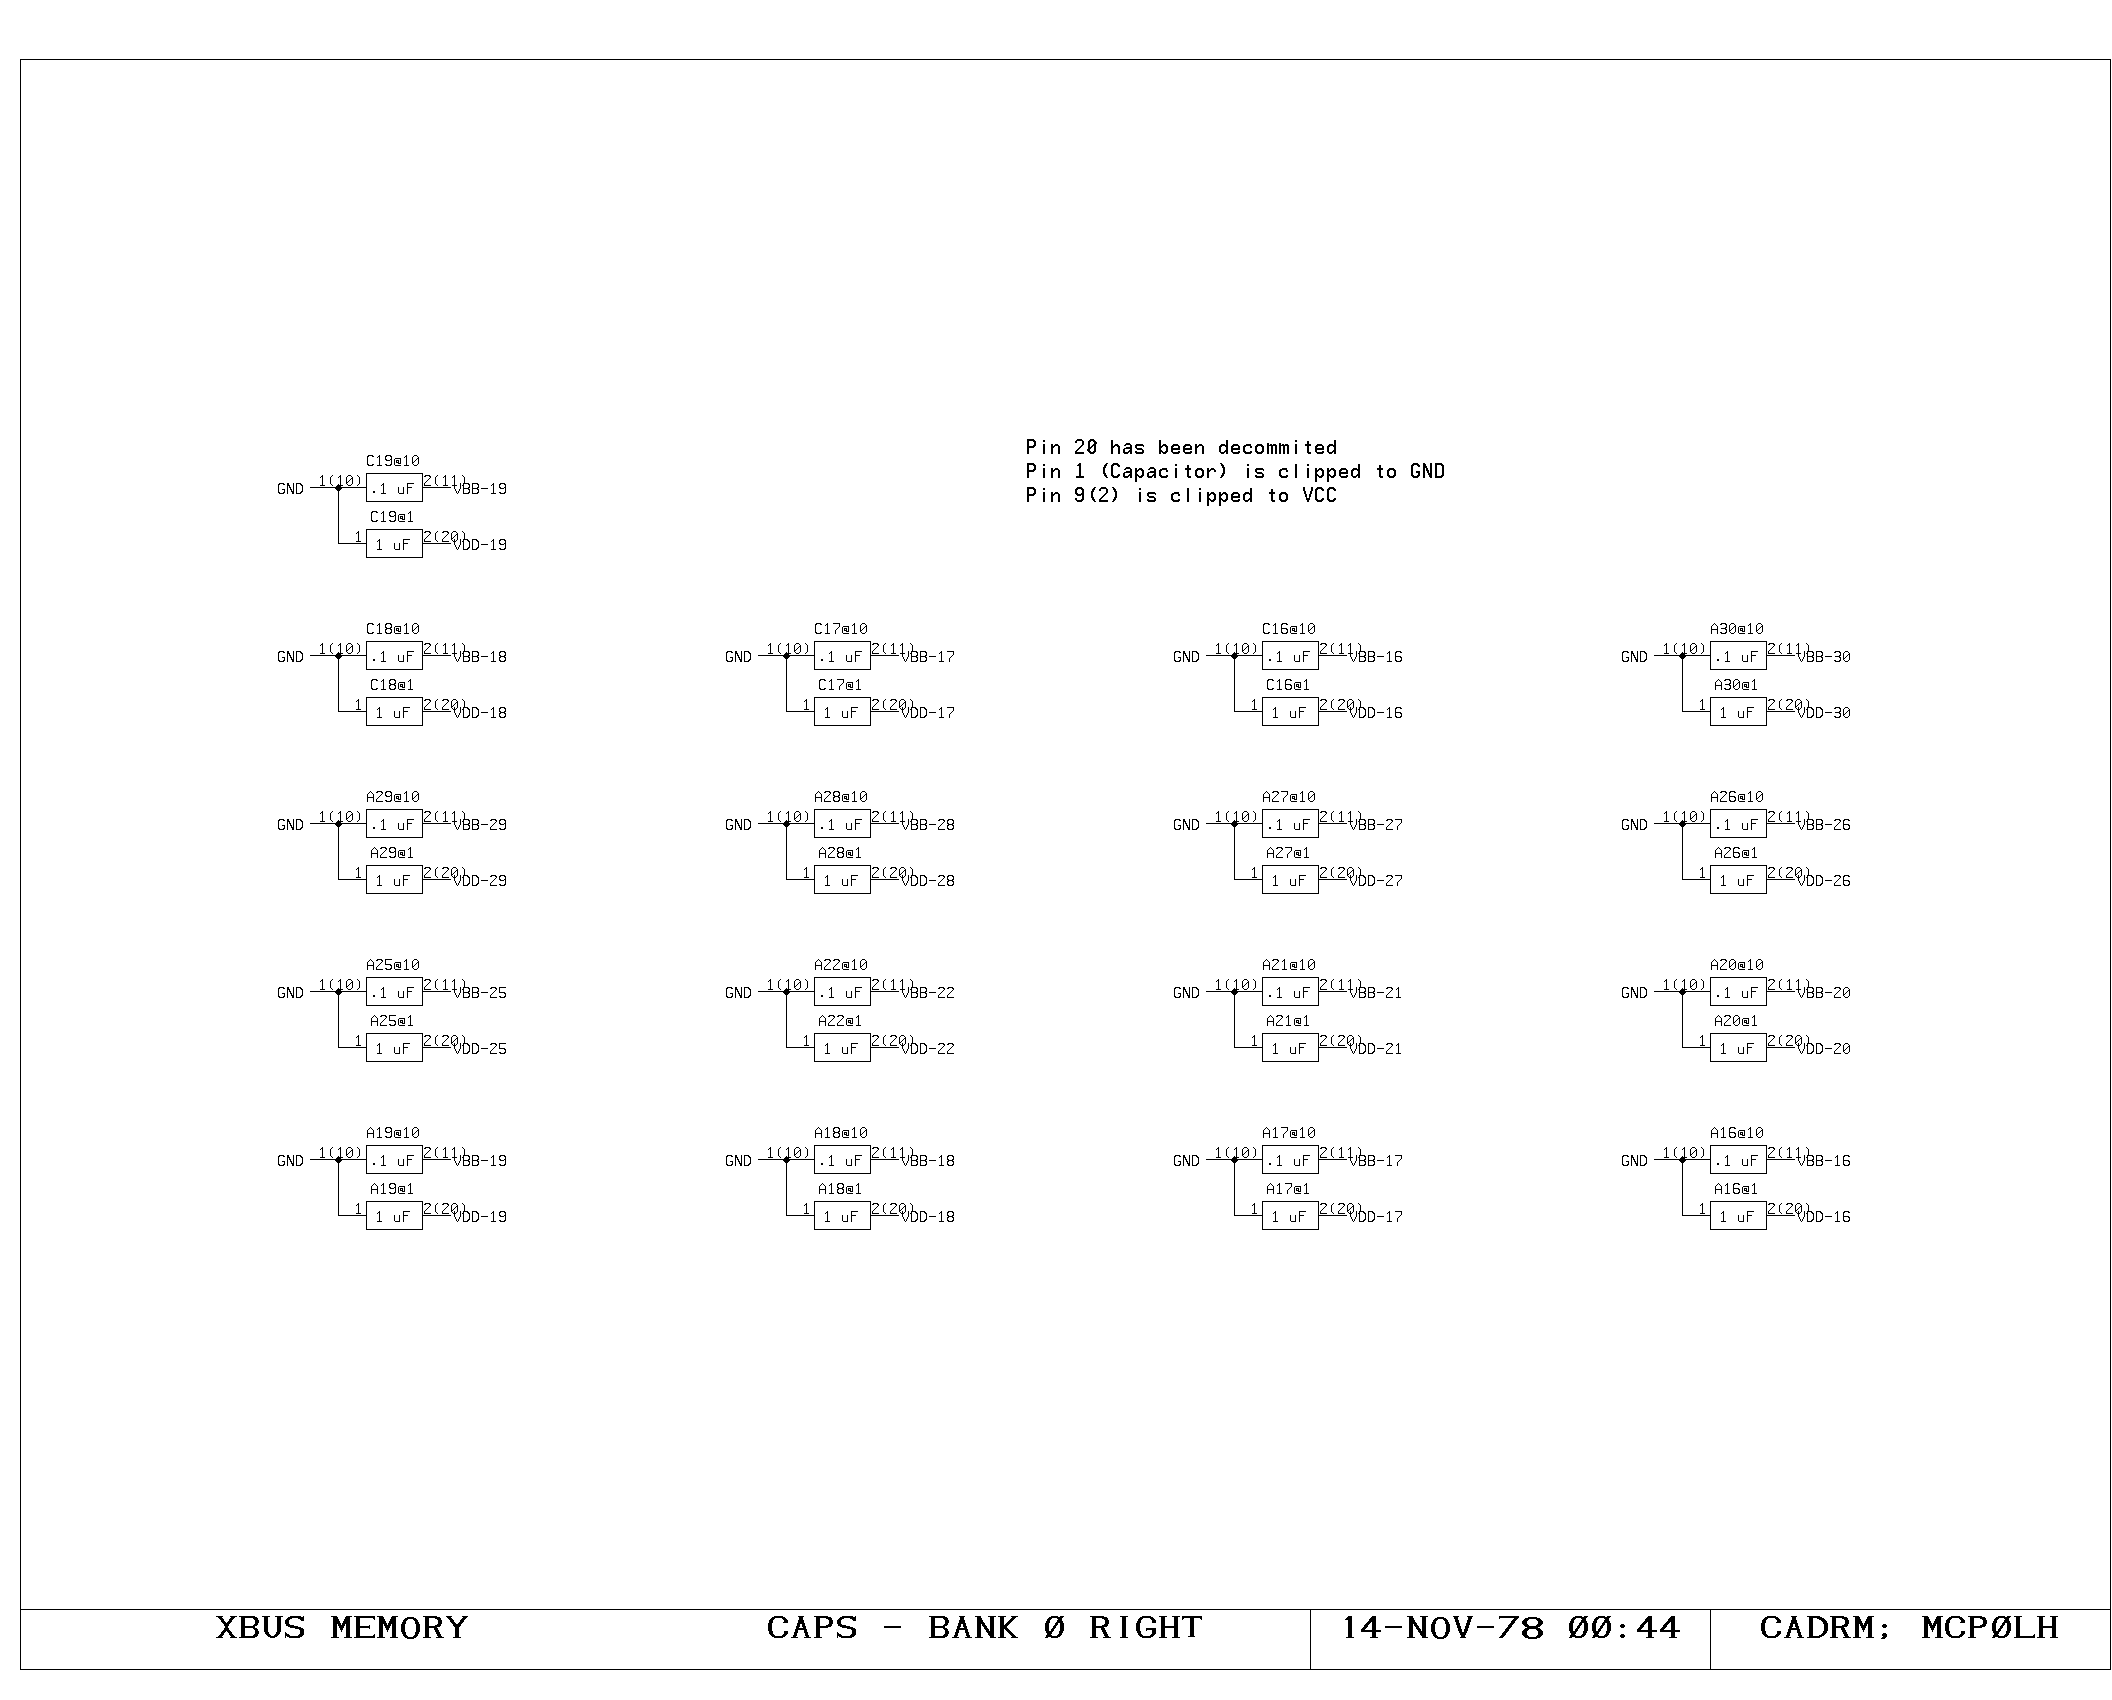 Pin 20 has been decommited
Pin 1 (Capacitor) is clipped to GND
Pin 9(2) is clipped to VCC
C19@10
GND 1(10) .1 uF 2(11) VBB-19
C19@1
1 1 uF 2(20) VDD-19
C18@10 C17@10 C16@10 A30@10
GND 1(10) .1 uF 2(11) VBB-18 GND 1(10) .1 uF 2(11) VBB-17 GND 1(10) .1 uF 2(11) VBB-16 GND 1(10) .1 uF 2(11) VBB-30
C18@1 C17@1 C16@1 A30@1
1 1 uF 2(20) VDD-18 1 1 uF 2(20) VDD-17 1 1 uF 2(20) VDD-16 1 1 uF 2(20) VDD-30
A29@10 A28@10 A27@10 A26@10
GND 1(10) .1 uF 2(11) VBB-29 GND 1(10) .1 uF 2(11) VBB-28 GND 1(10) .1 uF 2(11) VBB-27 GND 1(10) .1 uF 2(11) VBB-26
A29@1 A28@1 A27@1 A26@1
1 1 uF 2(20) VDD-29 1 1 uF 2(20) VDD-28 1 1 uF 2(20) VDD-27 1 1 uF 2(20) VDD-26
A25@10 A22@10 A21@10 A20@10
GND 1(10) .1 uF 2(11) VBB-25 GND 1(10) .1 uF 2(11) VBB-22 GND 1(10) .1 uF 2(11) VBB-21 GND 1(10) .1 uF 2(11) VBB-20
A25@1 A22@1 A21@1 A20@1
1 1 uF 2(20) VDD-25 1 1 uF 2(20) VDD-22 1 1 uF 2(20) VDD-21 1 1 uF 2(20) VDD-20
A19@10 A18@10 A17@10 A16@10
GND 1(10) .1 uF 2(11) VBB-19 GND 1(10) .1 uF 2(11) VBB-18 GND 1(10) .1 uF 2(11) VBB-17 GND 1(10) .1 uF 2(11) VBB-16
A19@1 A18@1 A17@1 A16@1
1 1 uF 2(20) VDD-19 1 1 uF 2(20) VDD-18 1 1 uF 2(20) VDD-17 1 1 uF 2(20) VDD-16
XBUS MEMORY CAPS - BANK 0 RIGHT 14-NOV-78 00:44 CADRM; MCP0LH